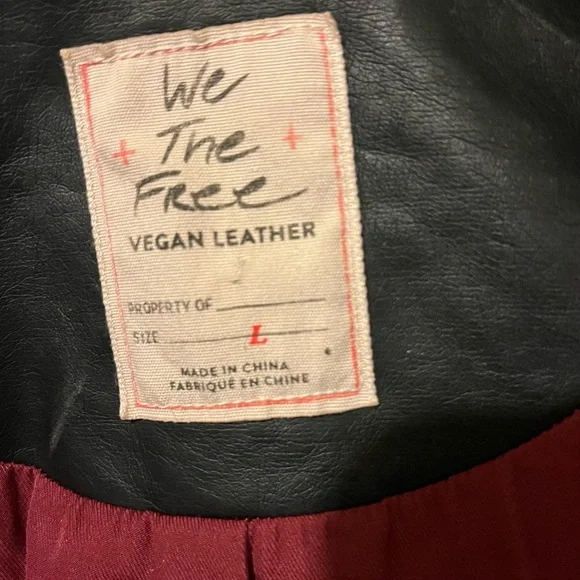 We
+ The +
Free
VEGAN LEATHER
PROPERTY OF
SIZE L
MADE IN CHINA
FABRIQUÉ EN CHINE